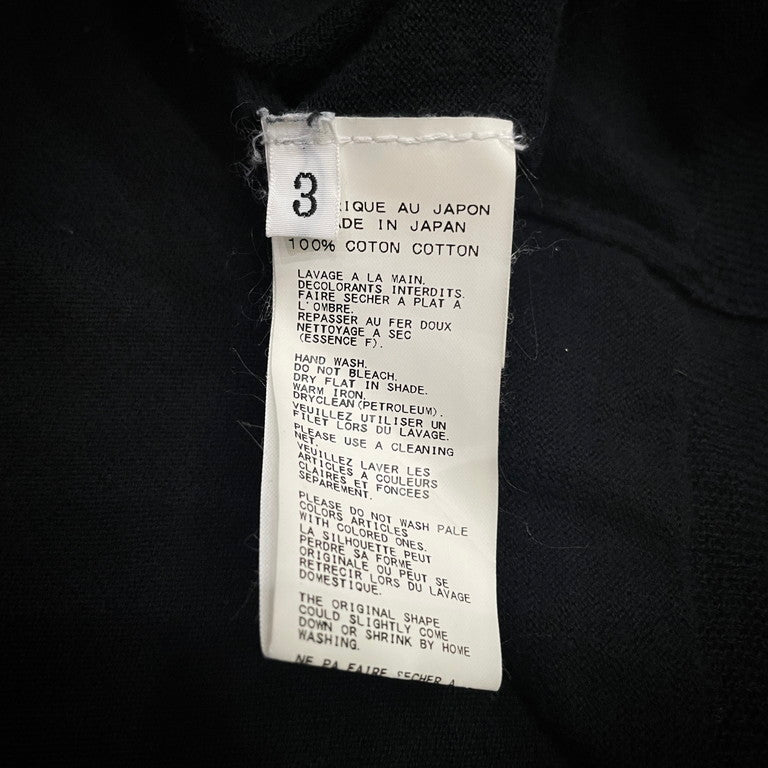 3
RIQUE AU JAPON
ADE IN JAPAN
100% COTON COTTON
LAVAGE A LA MAIN.
DECOLORANTS INTERDITS.
FAIRE SECHER A PLAT A
L'OMBRE.
REPASSER AU FER DOUX
NETTOYAGE A SEC
(ESSENCE F).
HAND WASH.
DO NOT BLEACH.
DRY FLAT IN SHADE.
WARM IRON.
DRYCLEAN(PETROLEUM).
VEUILLEZ UTILISER UN
FILET LORS DU LAVAGE.
PLEASE USE A CLEANING
NET.
VEUILLEZ LAVER LES
ARTICLES A COULEURS
CLAIRES ET FONCEES
SEPAREMENT.
PLEASE DO NOT WASH PALE
COLORS ARTICLES
WITH COLORED ONES.
LA SILHOUETTE PEUT
PERDRE SA FORME
ORIGINALE OU PEUT SE
RETRECIR LORS DU LAVAGE
DOMESTIQUE.
THE ORIGINAL SHAPE
COULD SLIGHTLY COME
DOWN OR SHRINK BY HOME
WASHING.
NE PA FAIRE SECHER A